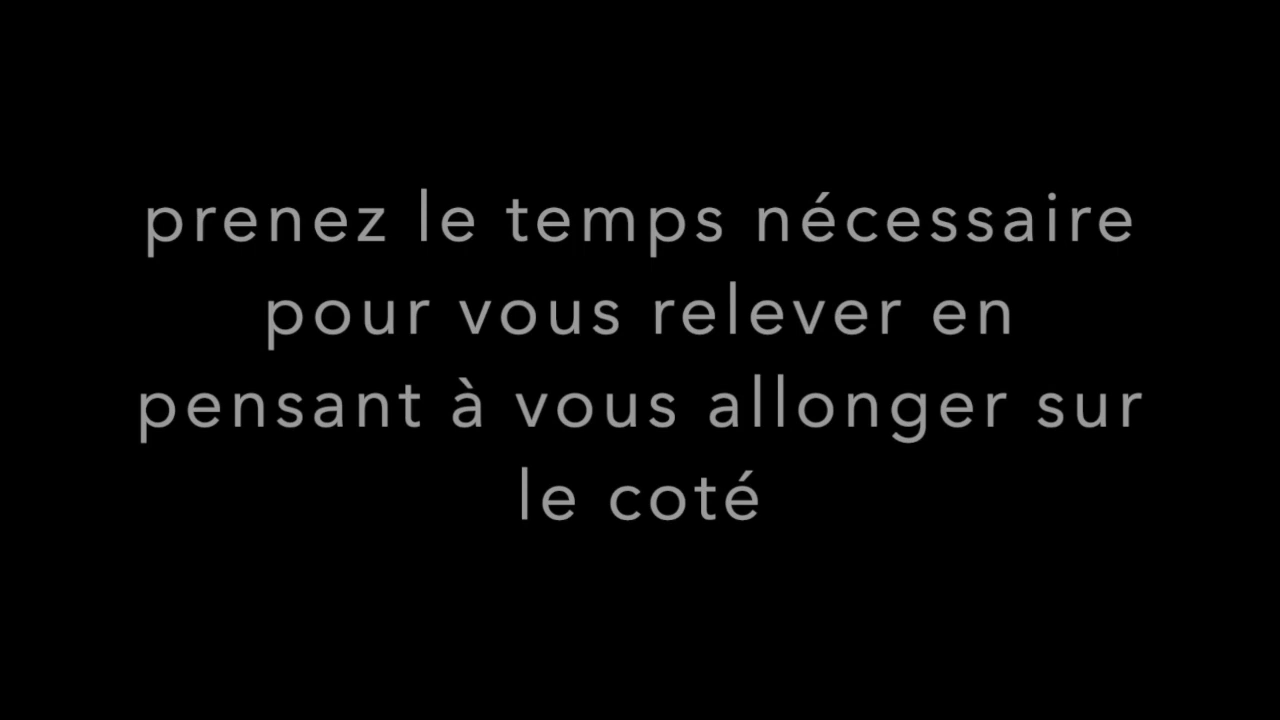 prenez le temps nécessaire
pour vous relever en
pensant à vous allonger sur
le coté